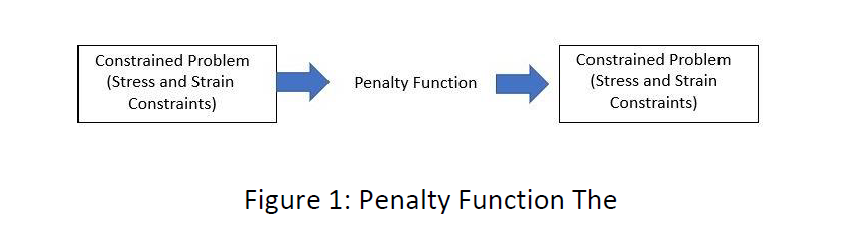 Constrained Problem
(Stress and Strain
Constraints)
Penalty Function
Constrained Problem
(Stress and Strain
Constraints)
Figure 1: Penalty Function The